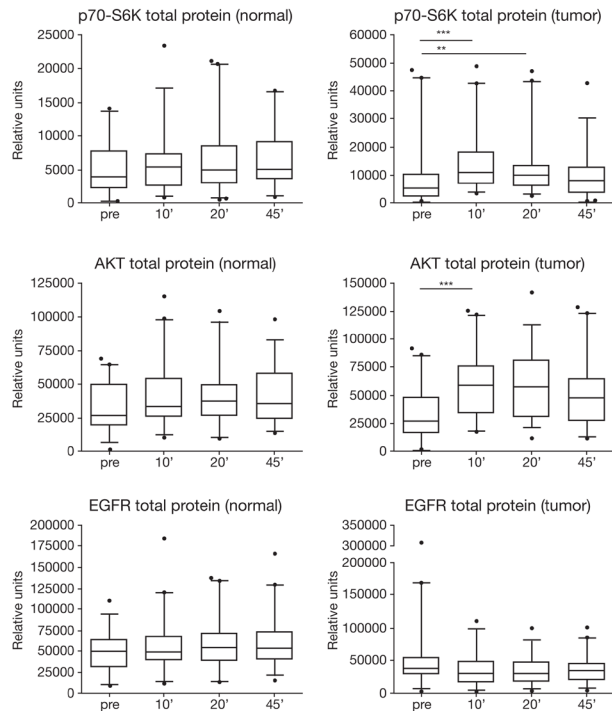 p70-S6K total protein (normal)
Relative units
25000
20000
15000
10000
5000
0
pre 10’ 20’ 45’
p70-S6K total protein (tumor)
Relative units
60000
50000
40000
30000
20000
10000
0
***
**
pre 10’ 20’ 45’
AKT total protein (normal)
Relative units
125000
100000
75000
50000
25000
0
pre 10’ 20’ 45’
AKT total protein (tumor)
Relative units
150000
125000
100000
75000
50000
25000
0
***
pre 10’ 20’ 45’
EGFR total protein (normal)
Relative units
200000
175000
150000
125000
100000
75000
50000
25000
0
pre 10’ 20’ 45’
EGFR total protein (tumor)
Relative units
350000
300000
200000
150000
100000
50000
0
pre 10’ 20’ 45’